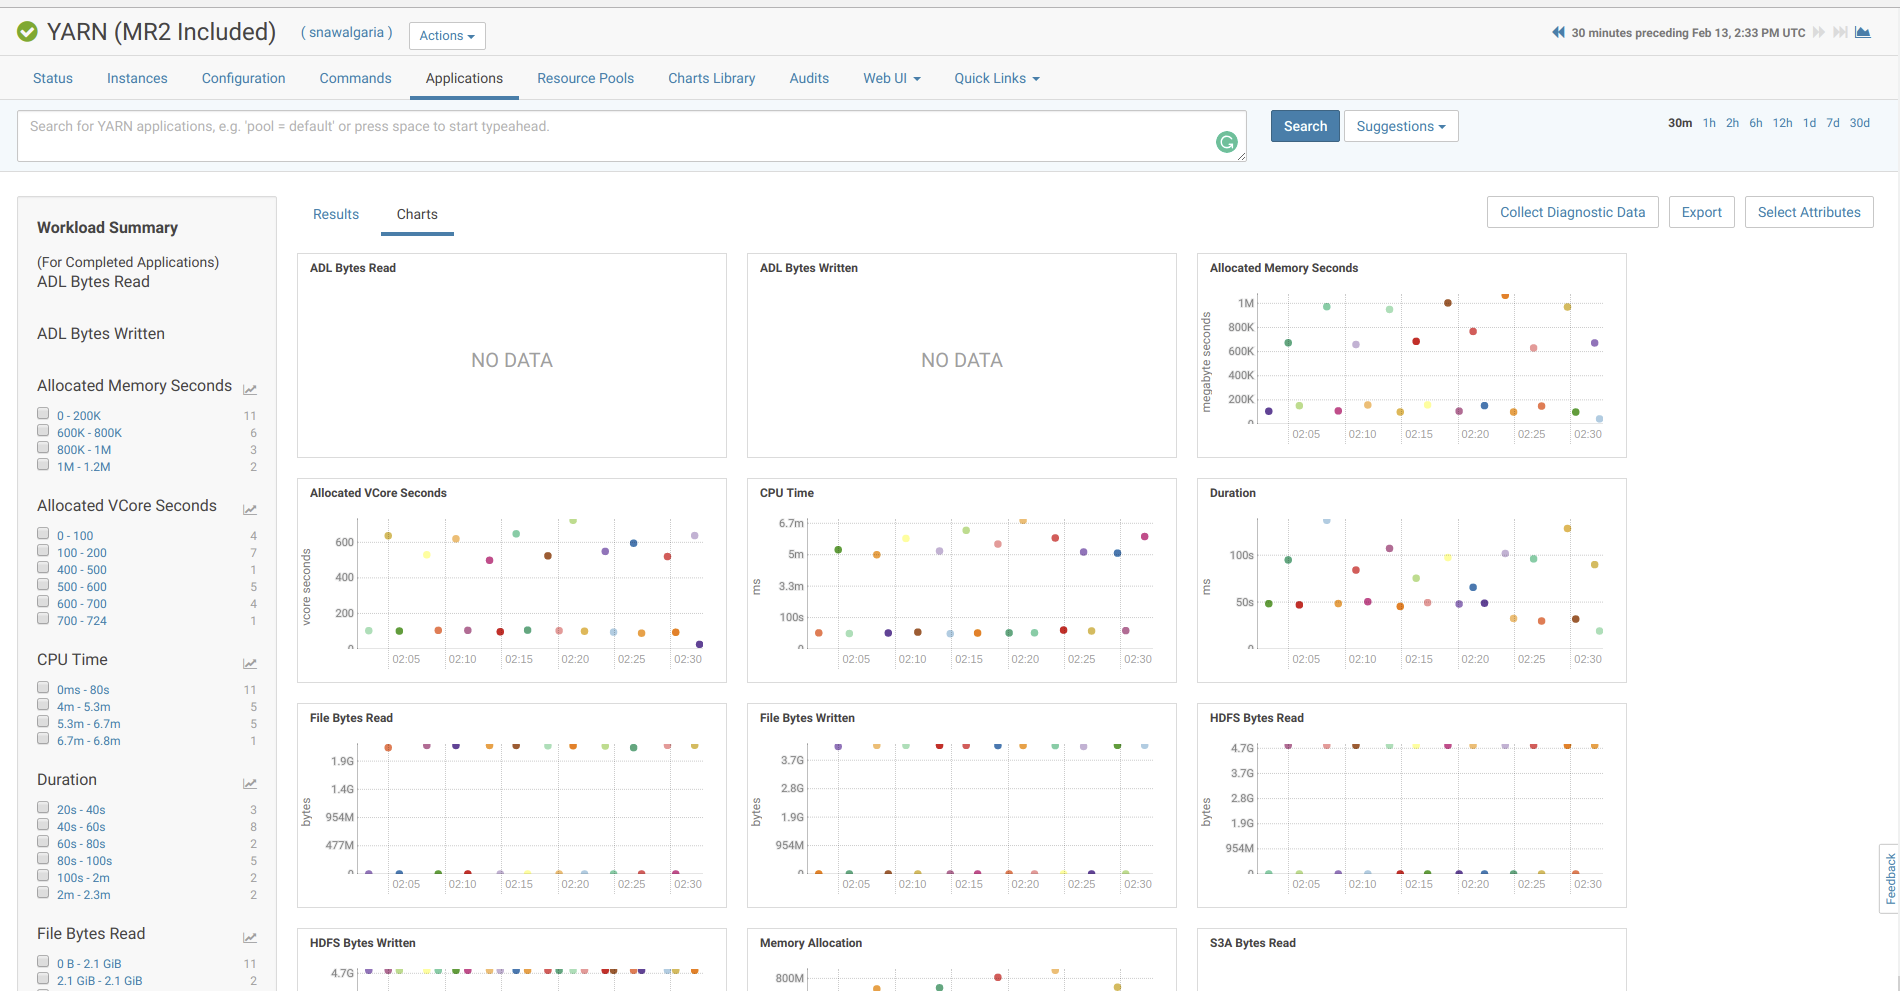 YARN (MR2 Included) ( snawalgaria ) Actions
30 minutes preceding Feb 13, 2:33 PM UTC
Status Instances Configuration Commands Applications Resource Pools Charts Library Audits Web UI Quick Links
Search for YARN applications, e.g. 'pool = default' or press space to start typeahead.
Search Suggestions
30m 1h 2h 6h 12h 1d 7d 30d
Workload Summary
(For Completed Applications)
ADL Bytes Read
ADL Bytes Written
Allocated Memory Seconds
0 - 200K 11
600K - 800K 6
800K - 1M 3
1M - 1.2M 2
Allocated VCore Seconds
0 - 100 4
100 - 200 7
400 - 500 1
500 - 600 5
600 - 700 4
700 - 724 1
CPU Time
0ms - 80s 11
4m - 5.3m 5
5.3m - 6.7m 5
6.7m - 6.8m 1
Duration
20s - 40s 3
40s - 60s 8
60s - 80s 2
80s - 100s 5
100s - 2m 2
2m - 2.3m 2
File Bytes Read
0 B - 2.1 GiB 11
2.1 GiB - 2.1 GiB 2
Results Charts
Collect Diagnostic Data Export Select Attributes
ADL Bytes Read
NO DATA
ADL Bytes Written
NO DATA
Allocated Memory Seconds
megabyte seconds
1M
800K
600K
400K
200K
0
02:05 02:10 02:15 02:20 02:25 02:30
Allocated VCore Seconds
vcore seconds
600
400
200
0
02:05 02:10 02:15 02:20 02:25 02:30
CPU Time
ms
6.7m
5m
3.3m
100s
0
02:05 02:10 02:15 02:20 02:25 02:30
Duration
ms
100s
50s
0
02:05 02:10 02:15 02:20 02:25 02:30
File Bytes Read
bytes
1.9G
1.4G
954M
477M
0
02:05 02:10 02:15 02:20 02:25 02:30
File Bytes Written
bytes
3.7G
2.8G
1.9G
954M
0
02:05 02:10 02:15 02:20 02:25 02:30
HDFS Bytes Read
bytes
4.7G
3.7G
2.8G
1.9G
954M
0
02:05 02:10 02:15 02:20 02:25 02:30
HDFS Bytes Written
4.7G
Memory Allocation
800M
S3A Bytes Read
Feedback